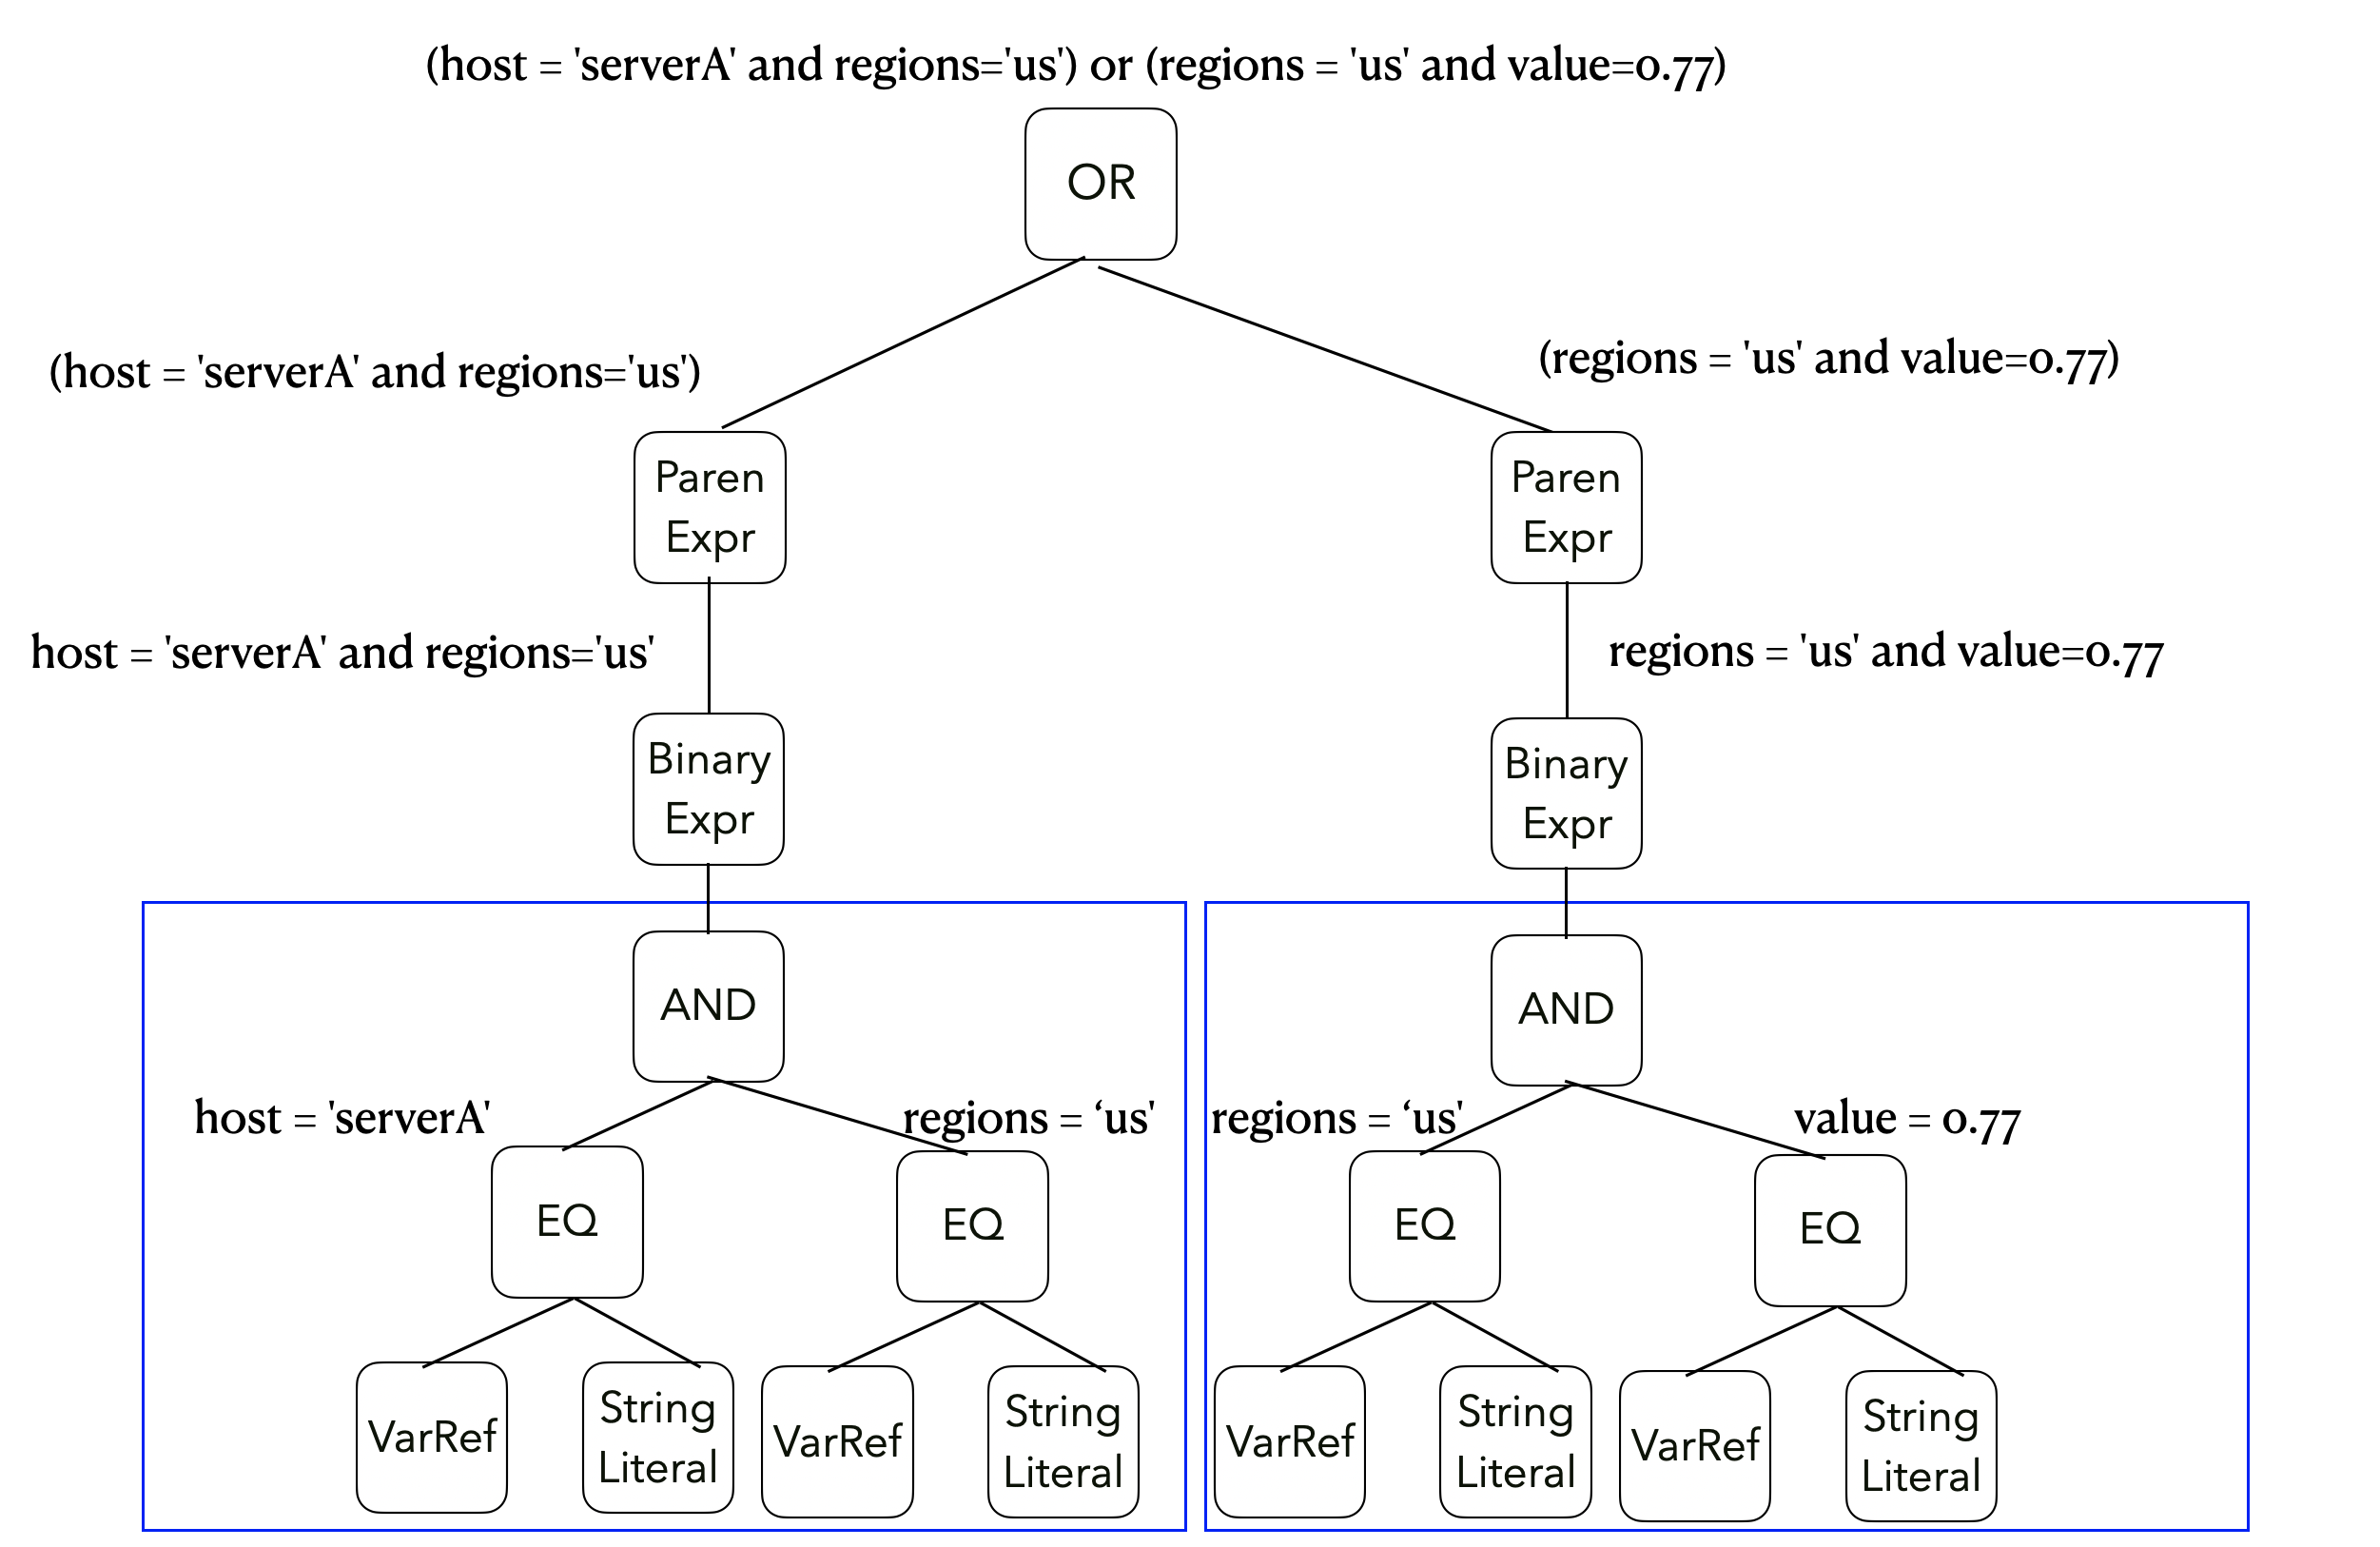 (host = 'serverA' and regions='us') or (regions = 'us' and value=0.77)
OR
(host = 'serverA' and regions='us')
(regions = 'us' and value=0.77)
Paren
Expr
Paren
Expr
host = 'serverA' and regions='us'
regions = 'us' and value=0.77
Binary
Expr
Binary
Expr
AND
AND
host = 'serverA'
regions = ‘us'
regions = ‘us'
value = 0.77
EQ
EQ
EQ
EQ
VarRef
String
Literal
VarRef
String
Literal
VarRef
String
Literal
VarRef
String
Literal